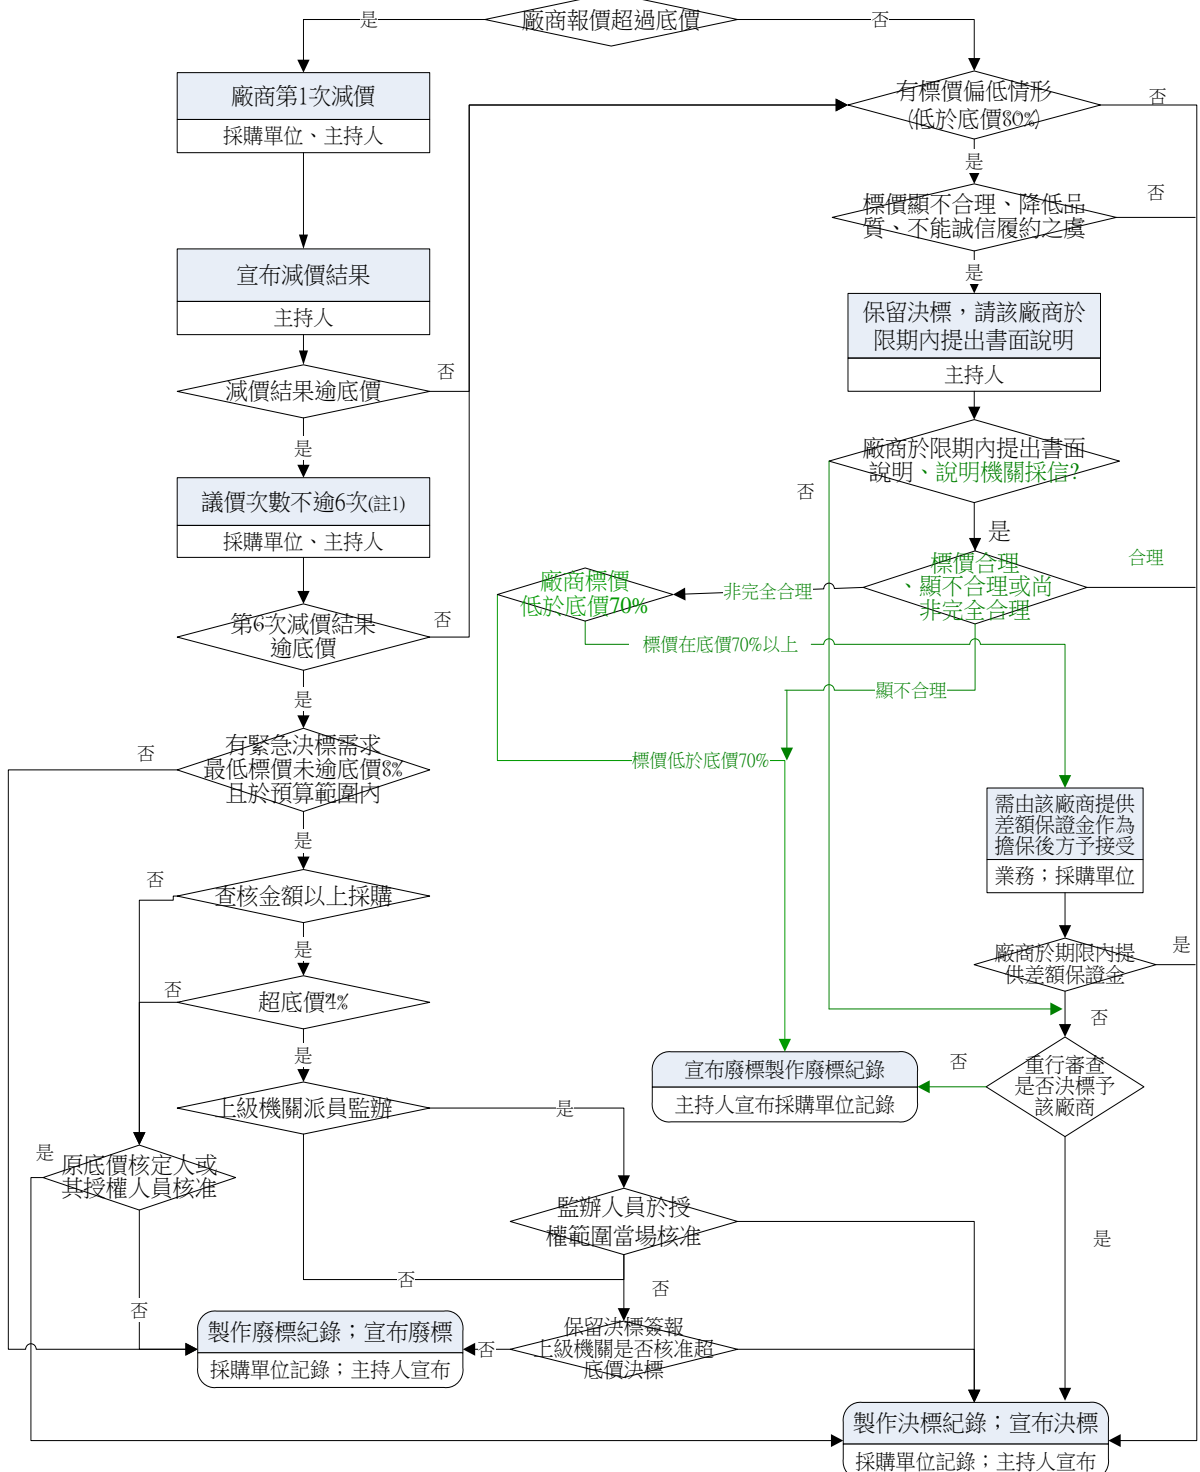 廠商報價超過底價
是
否
廠商第1次減價
採購單位、主持人
宣布減價結果
主持人
減價結果逾底價
否
是
議價次數不逾6次(註1)
採購單位、主持人
第6次減價結果
逾底價
否
是
有緊急決標需求
最低標價未逾底價8%
且於預算範圍內
否
是
查核金額以上採購
否
是
超底價4%
否
是
上級機關派員監辦
是
否
原底價核定人或
其授權人員核准
是
否
監辦人員於授
權範圍當場核准
否
保留決標簽報
上級機關是否核准超
底價決標
否
製作廢標紀錄；宣布廢標
採購單位記錄；主持人宣布
有標價偏低情形
(低於底價80%)
否
是
標價顯不合理、降低品
質、不能誠信履約之虞
否
是
保留決標，請該廠商於
限期內提出書面說明
主持人
廠商於限期內提出書面
說明、說明機關採信?
否
是
標價合理
、顯不合理或尚
非完全合理
合理
非完全合理
廠商標價
低於底價70%
標價在底價70%以上
顯不合理
標價低於底價70%
需由該廠商提供
差額保證金作為
擔保後方予接受
業務；採購單位
廠商於期限內提
供差額保證金
是
否
重行審查
是否決標予
該廠商
否
是
宣布廢標製作廢標紀錄
主持人宣布採購單位記錄
製作決標紀錄；宣布決標
採購單位記錄；主持人宣布